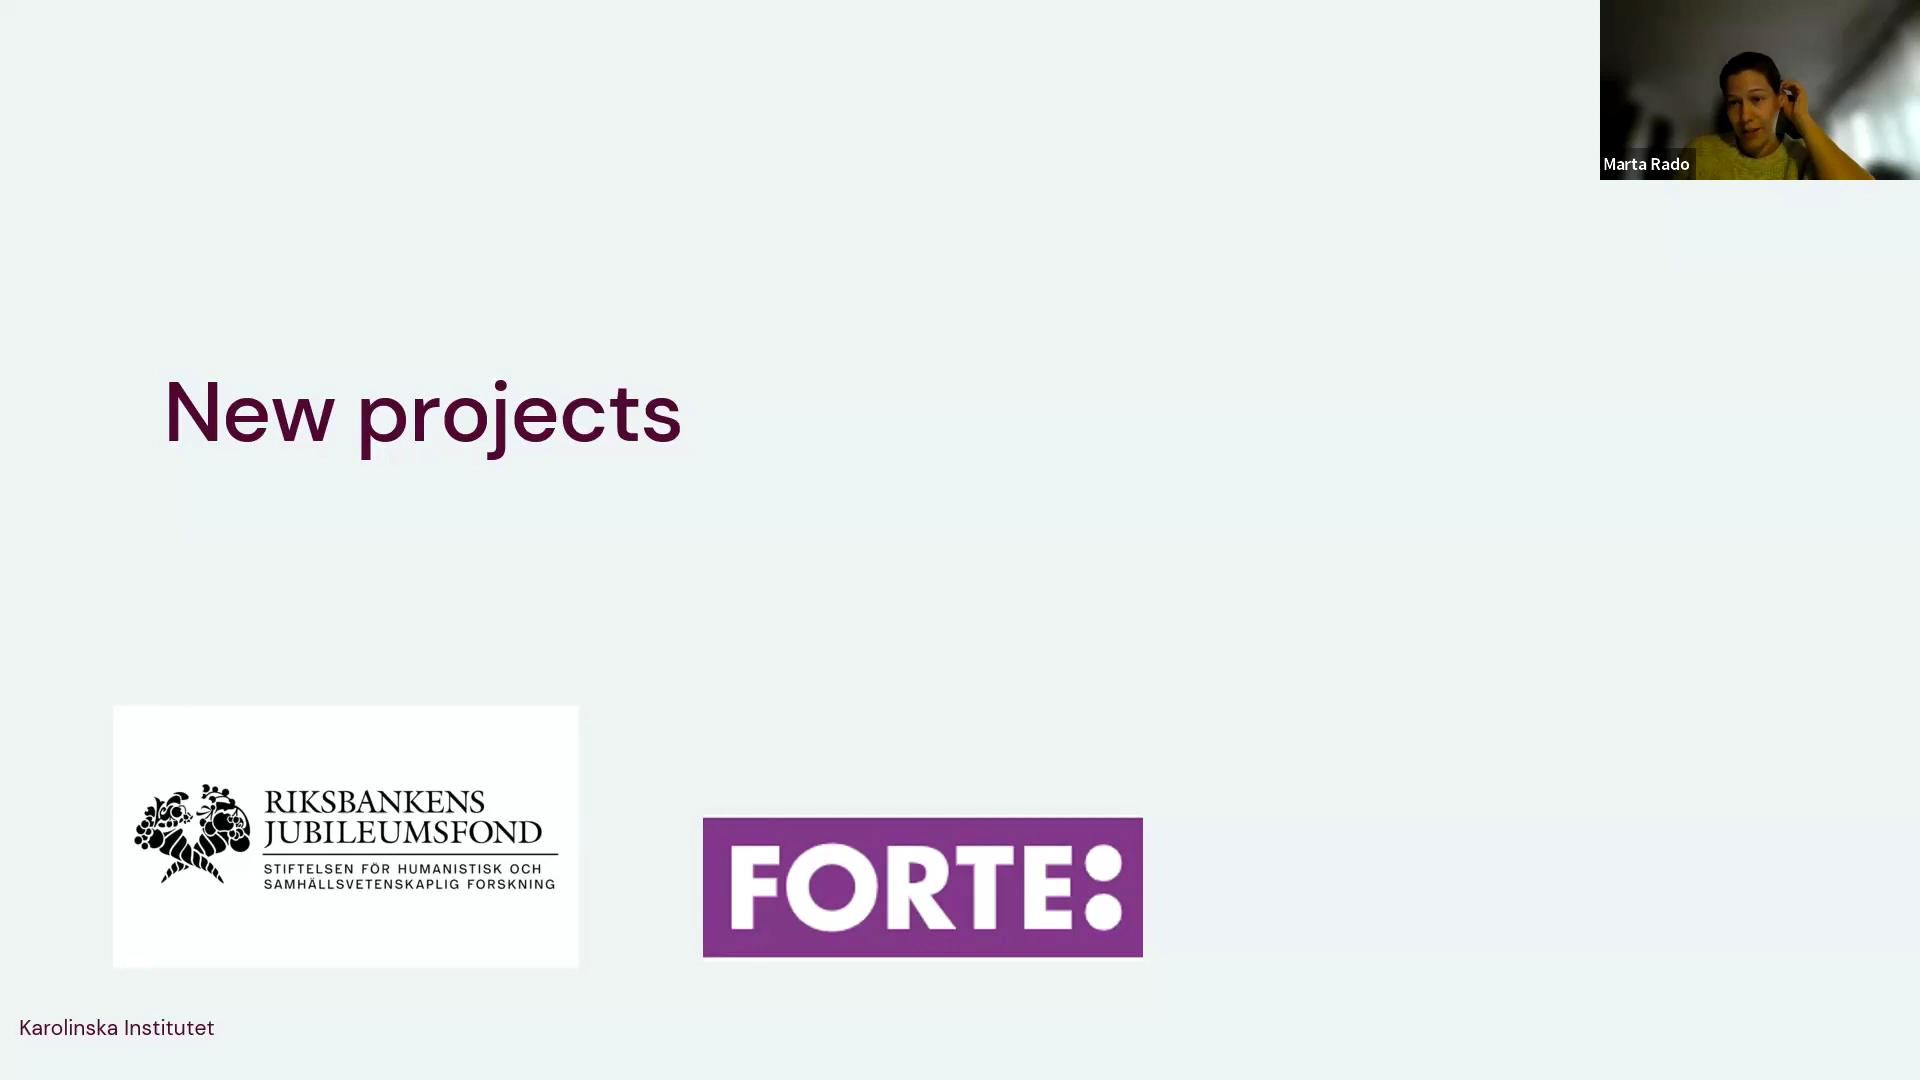 Marta Rado
New projects
RIKSBANKENS
JUBILEUMSFOND
STIFTELSEN FÖR HUMANISTISK OCH
SAMHÄLLSVETENSKAPLIG FORSKNING
FORTE:
Karolinska Institutet